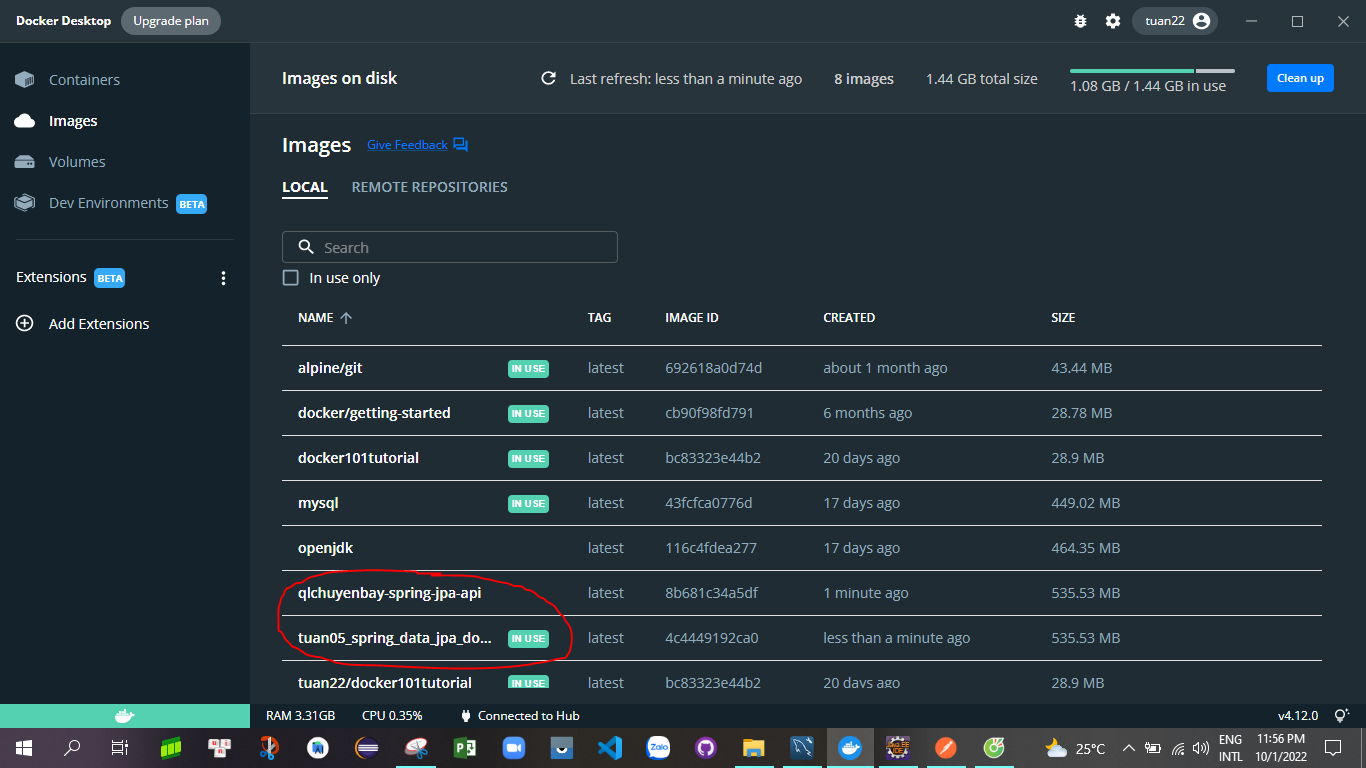 Docker Desktop Upgrade plan tuan22
Containers
Images
Volumes
Dev Environments BETA
Extensions BETA
Add Extensions
Images on disk Last refresh: less than a minute ago 8 images 1.44 GB total size 1.08 GB / 1.44 GB in use Clean up
Images Give Feedback
LOCAL REMOTE REPOSITORIES
Search
In use only
NAME TAG IMAGE ID CREATED SIZE
alpine/git IN USE latest 692618a0d74d about 1 month ago 43.44 MB
docker/getting-started IN USE latest cb90f98fd791 6 months ago 28.78 MB
docker101tutorial IN USE latest bc83323e44b2 20 days ago 28.9 MB
mysql IN USE latest 43fcfca0776d 17 days ago 449.02 MB
openjdk latest 116c4fdea277 17 days ago 464.35 MB
qlchuyenbay-spring-jpa-api latest 8b681c34a5df 1 minute ago 535.53 MB
tuan05_spring_data_jpa_do... IN USE latest 4c4449192ca0 less than a minute ago 535.53 MB
tuan22/docker101tutorial IN USE latest bc83323e44b2 20 days ago 28.9 MB
RAM 3.31GB CPU 0.35% Connected to Hub v4.12.0
Zalo
25°C ENG 11:56 PM
INTL 10/1/2022